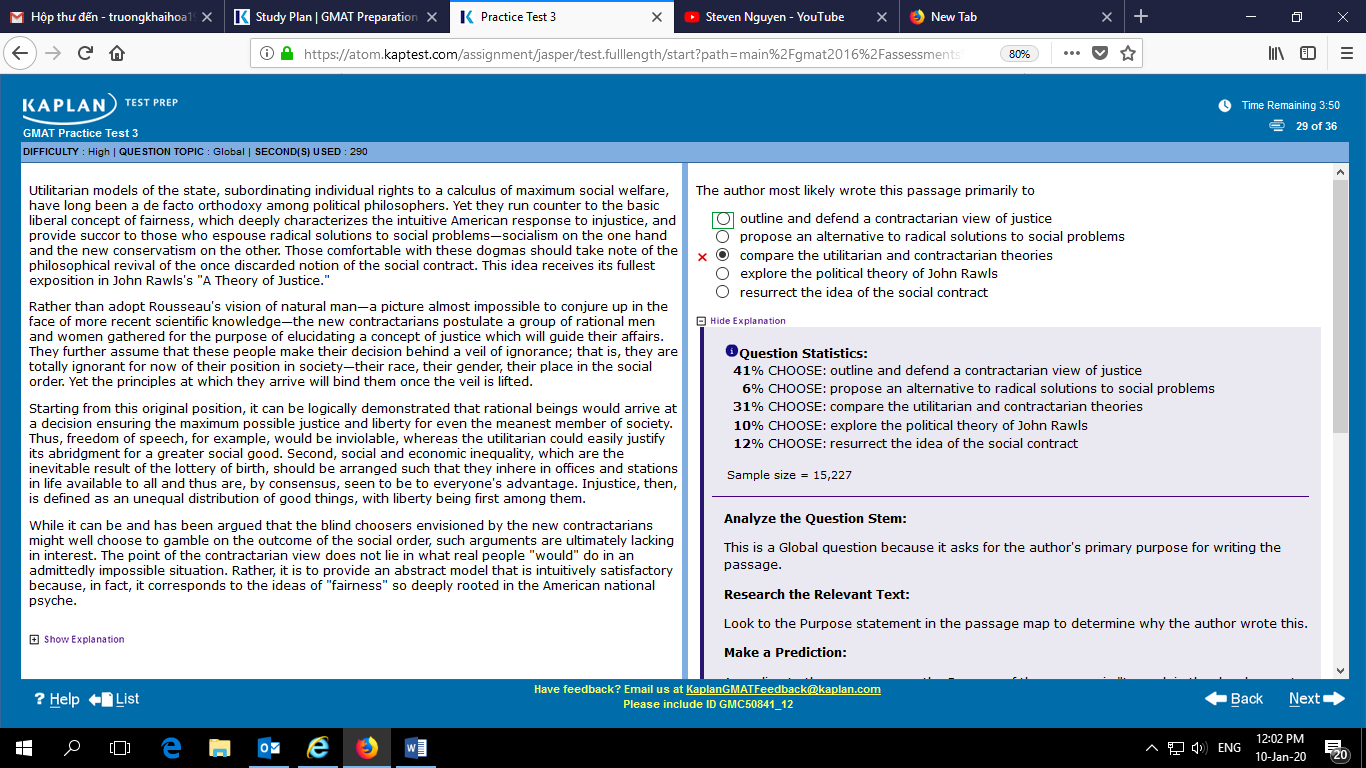 Hộp thư đến - truongkhaihoa1
Study Plan | GMAT Preparation
Practice Test 3
Steven Nguyen - YouTube
New Tab
https://atom.kaptest.com/assignment/jasper/test.fulllength/start?path=main%2Fgmat2016%2Fassessments
80%
KAPLAN TEST PREP
GMAT Practice Test 3
Time Remaining 3:50
29 of 36
DIFFICULTY : High | QUESTION TOPIC : Global | SECOND(S) USED : 290
Utilitarian models of the state, subordinating individual rights to a calculus of maximum social welfare,
have long been a de facto orthodoxy among political philosophers. Yet they run counter to the basic
liberal concept of fairness, which deeply characterizes the intuitive American response to injustice, and
provide succor to those who espouse radical solutions to social problems—socialism on the one hand
and the new conservatism on the other. Those comfortable with these dogmas should take note of the
philosophical revival of the once discarded notion of the social contract. This idea receives its fullest
exposition in John Rawls's "A Theory of Justice."
Rather than adopt Rousseau's vision of natural man—a picture almost impossible to conjure up in the
face of more recent scientific knowledge—the new contractarians postulate a group of rational men
and women gathered for the purpose of elucidating a concept of justice which will guide their affairs.
They further assume that these people make their decision behind a veil of ignorance; that is, they are
totally ignorant for now of their position in society—their race, their gender, their place in the social
order. Yet the principles at which they arrive will bind them once the veil is lifted.
Starting from this original position, it can be logically demonstrated that rational beings would arrive at
a decision ensuring the maximum possible justice and liberty for even the meanest member of society.
Thus, freedom of speech, for example, would be inviolable, whereas the utilitarian could easily justify
its abridgment for a greater social good. Second, social and economic inequality, which are the
inevitable result of the lottery of birth, should be arranged such that they inhere in offices and stations
in life available to all and thus are, by consensus, seen to be to everyone's advantage. Injustice, then,
is defined as an unequal distribution of good things, with liberty being first among them.
While it can be and has been argued that the blind choosers envisioned by the new contractarians
might well choose to gamble on the outcome of the social order, such arguments are ultimately lacking
in interest. The point of the contractarian view does not lie in what real people "would" do in an
admittedly impossible situation. Rather, it is to provide an abstract model that is intuitively satisfactory
because, in fact, it corresponds to the ideas of "fairness" so deeply rooted in the American national
psyche.
Show Explanation
The author most likely wrote this passage primarily to
outline and defend a contractarian view of justice
propose an alternative to radical solutions to social problems
compare the utilitarian and contractarian theories
explore the political theory of John Rawls
resurrect the idea of the social contract
Hide Explanation
Question Statistics:
41% CHOOSE: outline and defend a contractarian view of justice
6% CHOOSE: propose an alternative to radical solutions to social problems
31% CHOOSE: compare the utilitarian and contractarian theories
10% CHOOSE: explore the political theory of John Rawls
12% CHOOSE: resurrect the idea of the social contract
Sample size = 15,227
Analyze the Question Stem:
This is a Global question because it asks for the author's primary purpose for writing the
passage.
Research the Relevant Text:
Look to the Purpose statement in the passage map to determine why the author wrote this.
Make a Prediction:
? Help
List
Have feedback? Email us at KaplanGMATFeedback@kaplan.com
Please include ID GMC50841_12
Back
Next
ENG
12:02 PM
10-Jan-20
20